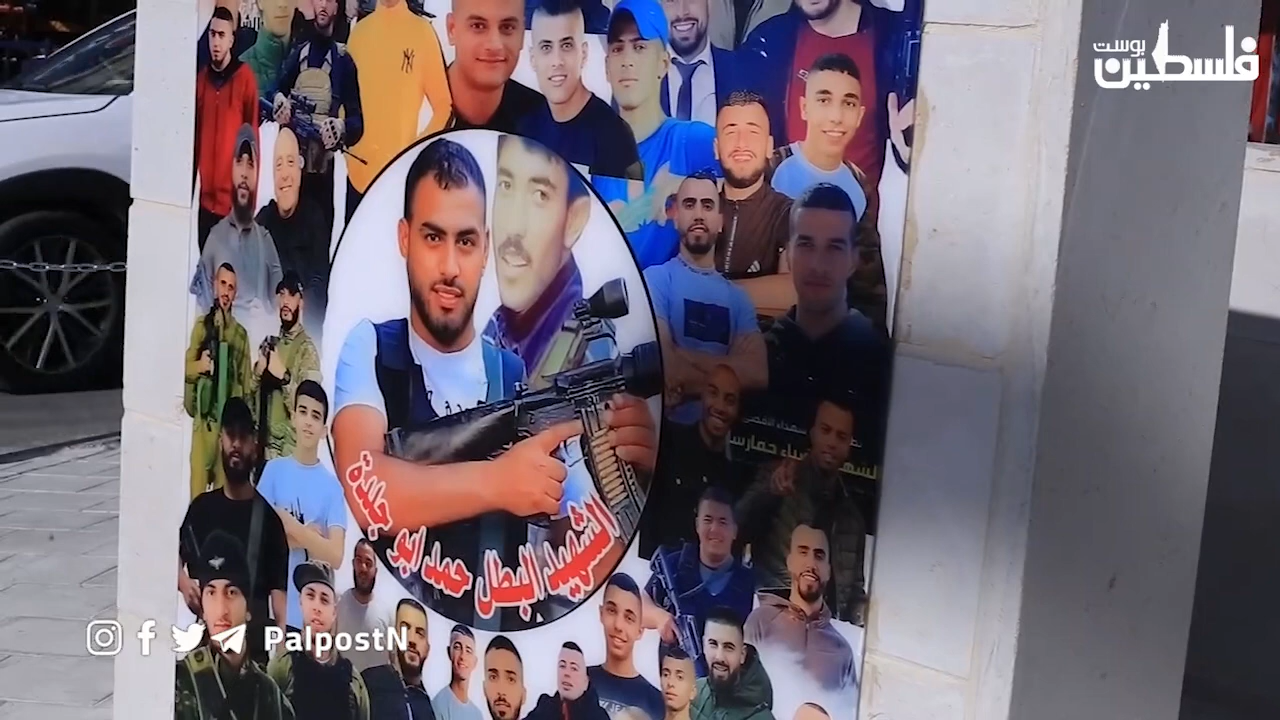 فلسطين
بوست
الشهيد البطل حمد ابو جلدة
PalpostN